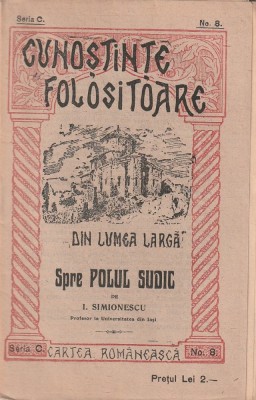 Seria C.
No. 8.
CUNOSTINTE
FOLOSITOARE
„DIN LUMEA LARGĂ”
Spre POLUL SUDIC
DE
I. SIMIONESCU
Profesor la Universitatea din Iaşi
Seria C.
No. 8.
CARTEA ROMÂNEASCĂ
Preţul Lei 2.—